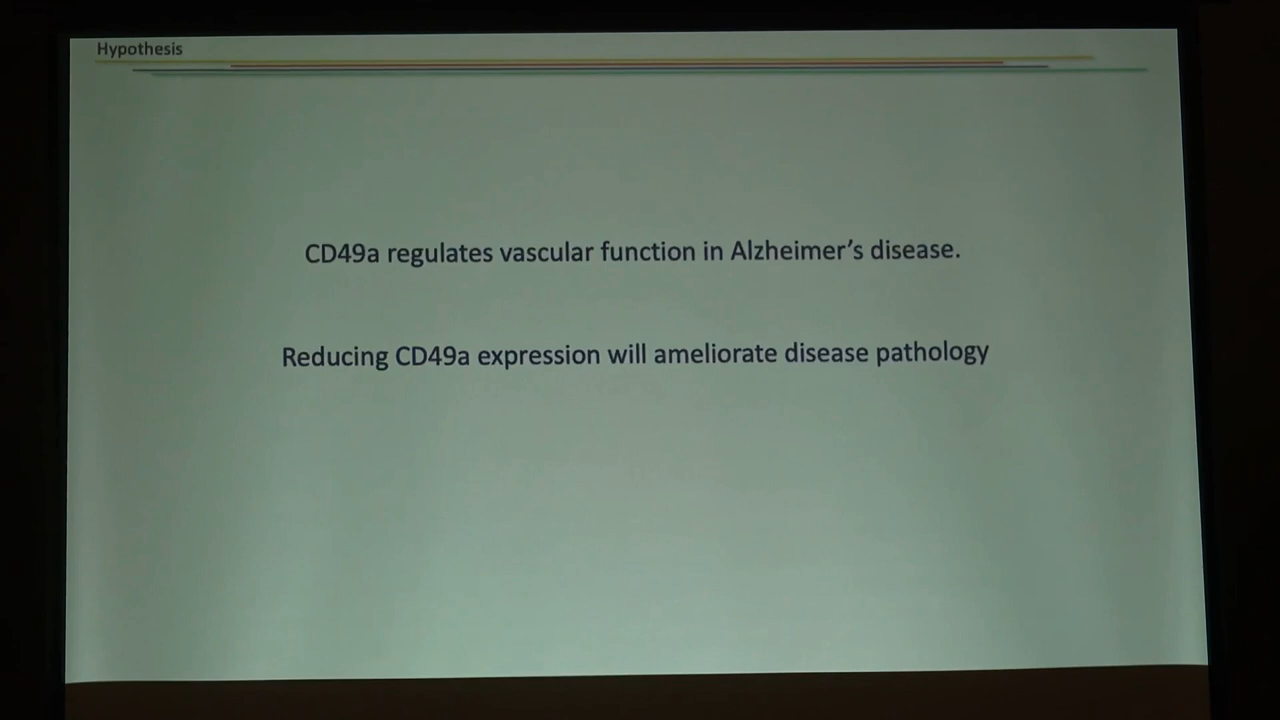 Hypothesis
CD49a regulates vascular function in Alzheimer’s disease.
Reducing CD49a expression will ameliorate disease pathology